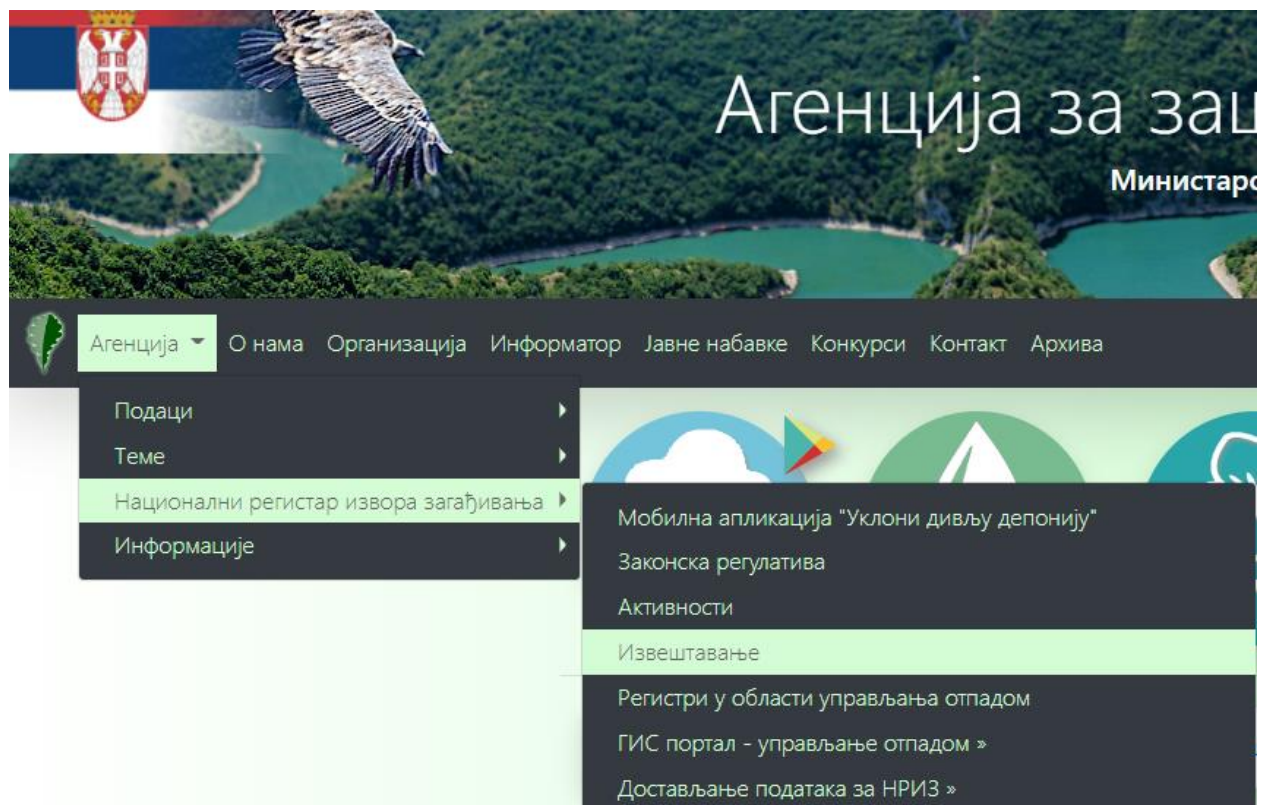 Агенција за
Агенција О нама Организација Информатор Јавне набавке Конкурси Контакт Архива
Подаци
Теме
Национални регистар извора загађивања
Информације
Мобилна апликација "Уклони дивљу депонију"
Законска регулатива
Активности
Извештавање
Регистри у области управљања отпадом
ГИС портал - управљање отпадом »
Достављање података за НРИЗ »